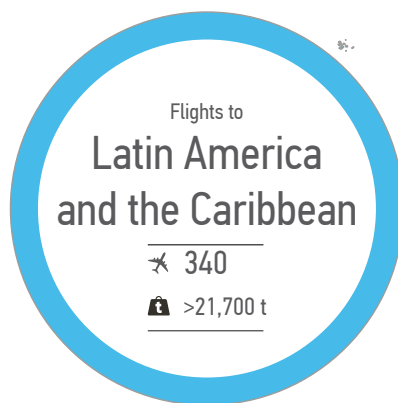 Flights to
Latin America
and the Caribbean
340
t >21,700 t